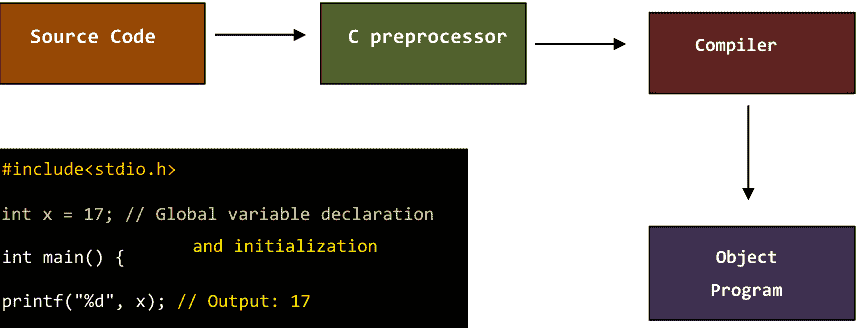 Source Code
C preprocessor
Compiler
#include<stdio.h>
int x = 17; // Global variable declaration
and initialization
int main() {
printf("%d", x); // Output: 17
Object
Program